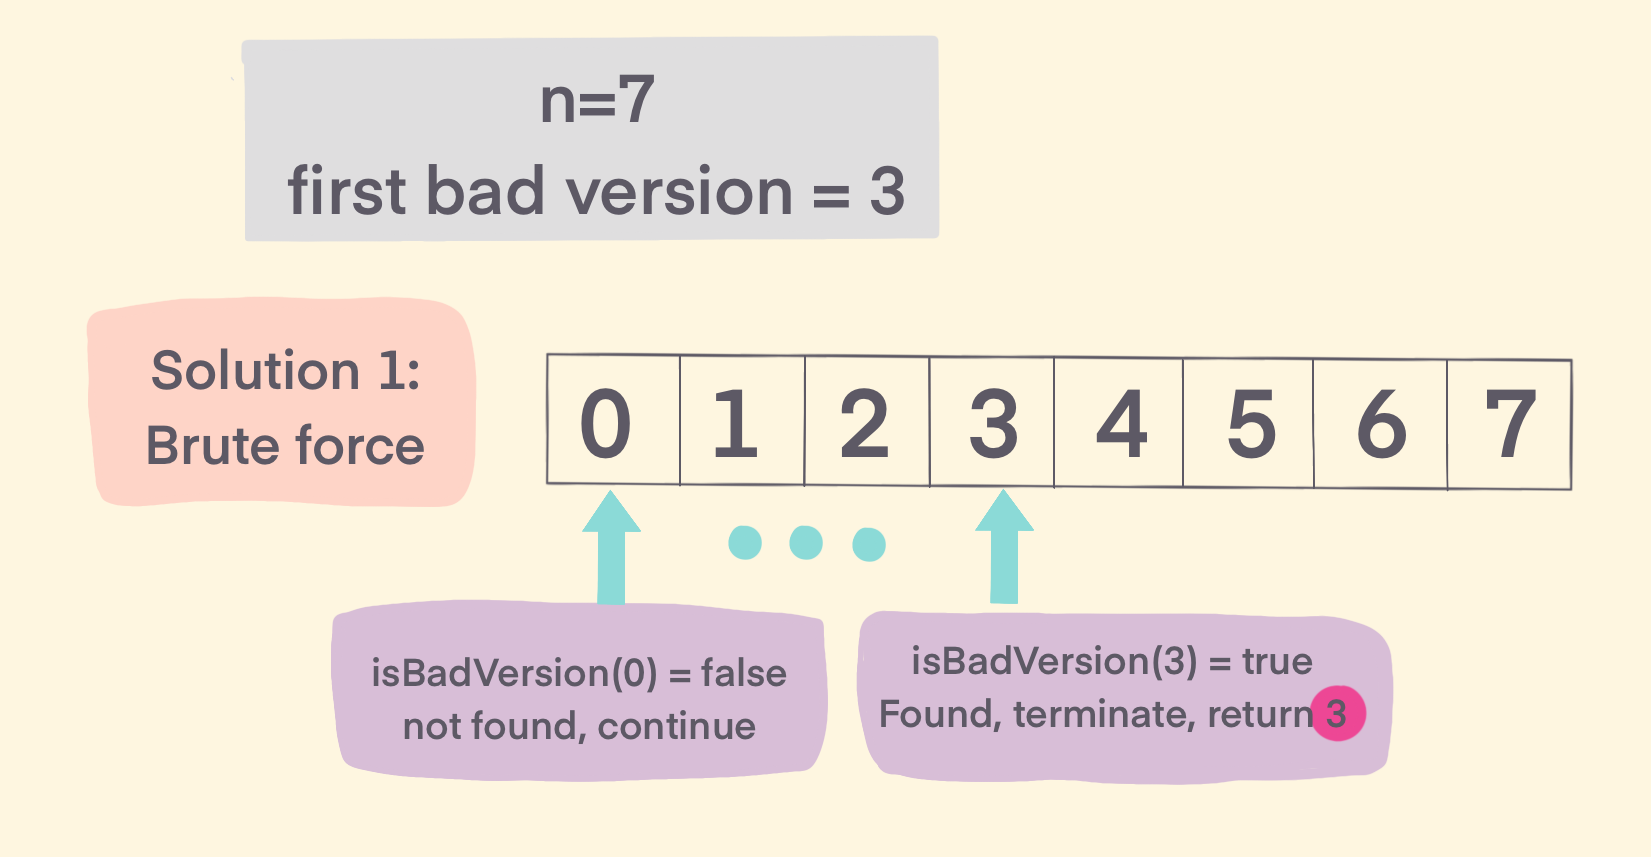 n=7
first bad version = 3
Solution 1:
Brute force
0 1 2 3 4 5 6 7
isBadVersion(0) = false
not found, continue
isBadVersion(3) = true
Found, terminate, return 3